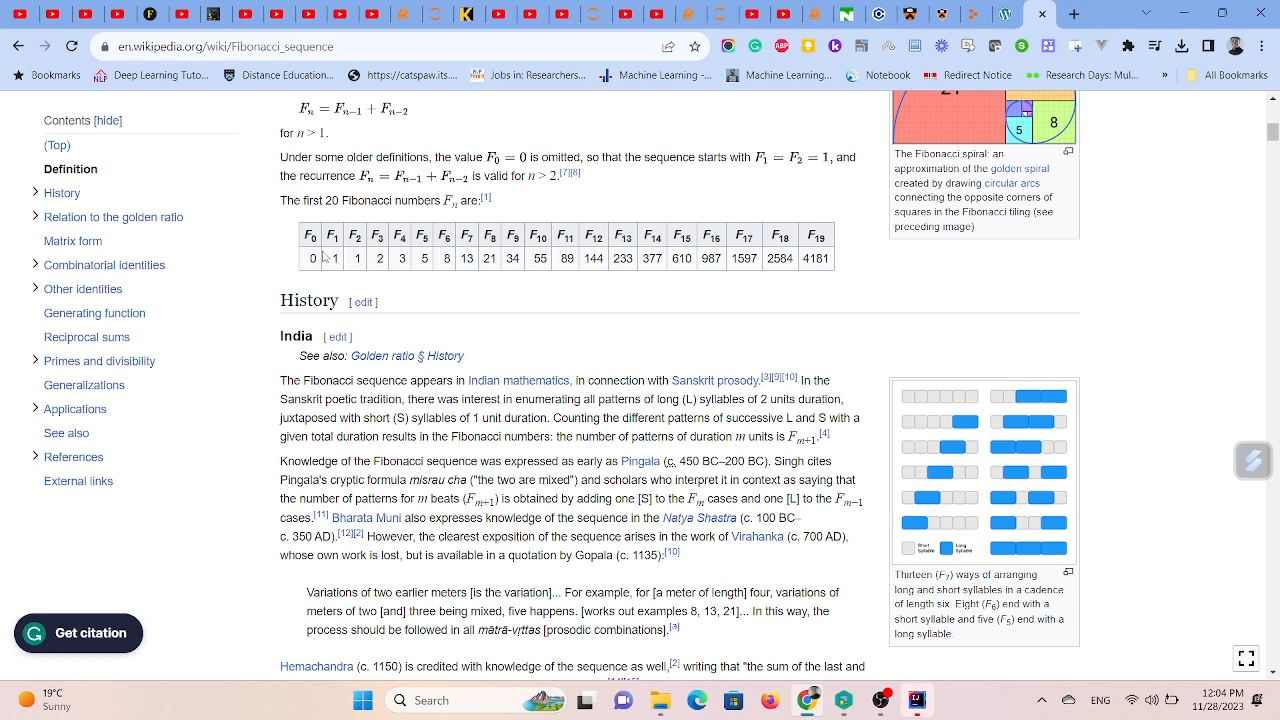 en.wikipedia.org/wiki/Fibonacci_sequence
Bookmarks
Deep Learning Tuto...
Distance Education...
https://catspaw.its....
Jobs in: Researchers...
Machine Learning -...
Machine Learning...
Notebook
Redirect Notice
Research Days: Mul...
»
All Bookmarks
Contents [hide]
(Top)
Definition
History
Relation to the golden ratio
Matrix form
Combinatorial identities
Other identities
Generating function
Reciprocal sums
Primes and divisibility
Generalizations
Applications
See also
References
External links
Fn = Fn−1 + Fn−2
for n > 1.
Under some older definitions, the value F0 = 0 is omitted, so that the sequence starts with F1 = F2 = 1, and
the recurrence Fn = Fn−1 + Fn−2 is valid for n > 2.[7][8]
The first 20 Fibonacci numbers Fn are:[1]
F0 F1 F2 F3 F4 F5 F6 F7 F8 F9 F10 F11 F12 F13 F14 F15 F16 F17 F18 F19
0 1 1 2 3 5 8 13 21 34 55 89 144 233 377 610 987 1597 2584 4181
History [ edit ]
India [ edit ]
See also: Golden ratio § History
The Fibonacci sequence appears in Indian mathematics, in connection with Sanskrit prosody.[3][9][10] In the
Sanskrit poetic tradition, there was interest in enumerating all patterns of long (L) syllables of 2 units duration,
juxtaposed with short (S) syllables of 1 unit duration. Counting the different patterns of successive L and S with a
given total duration results in the Fibonacci numbers: the number of patterns of duration m units is Fm+1.[4]
Knowledge of the Fibonacci sequence was expressed as early as Pingala (c. 450 BC–200 BC). Singh cites
Pingala's cryptic formula misrau cha ("the two are mixed") and scholars who interpret it in context as saying that
the number of patterns for m beats (Fm+1) is obtained by adding one [S] to the Fm cases and one [L] to the Fm−1
cases.[11] Bharata Muni also expresses knowledge of the sequence in the Natya Shastra (c. 100 BC–
c. 350 AD).[12][2] However, the clearest exposition of the sequence arises in the work of Virahanka (c. 700 AD),
whose own work is lost, but is available in a quotation by Gopala (c. 1135):[10]
Variations of two earlier meters [is the variation]... For example, for [a meter of length] four, variations of
meters of two [and] three being mixed, five happens. [works out examples 8, 13, 21]... In this way, the
process should be followed in all mātrā-vṛttas [prosodic combinations].[a]
Hemachandra (c. 1150) is credited with knowledge of the sequence as well,[2] writing that "the sum of the last and
5
8
The Fibonacci spiral: an
approximation of the golden spiral
created by drawing circular arcs
connecting the opposite corners of
squares in the Fibonacci tiling (see
preceding image)
Short
Syllable
Long
Syllable
Thirteen (F7) ways of arranging
long and short syllables in a cadence
of length six. Eight (F6) end with a
short syllable and five (F5) end with a
long syllable.
Get citation
19°C
Sunny
Search
ENG
12:04 PM
11/28/2023